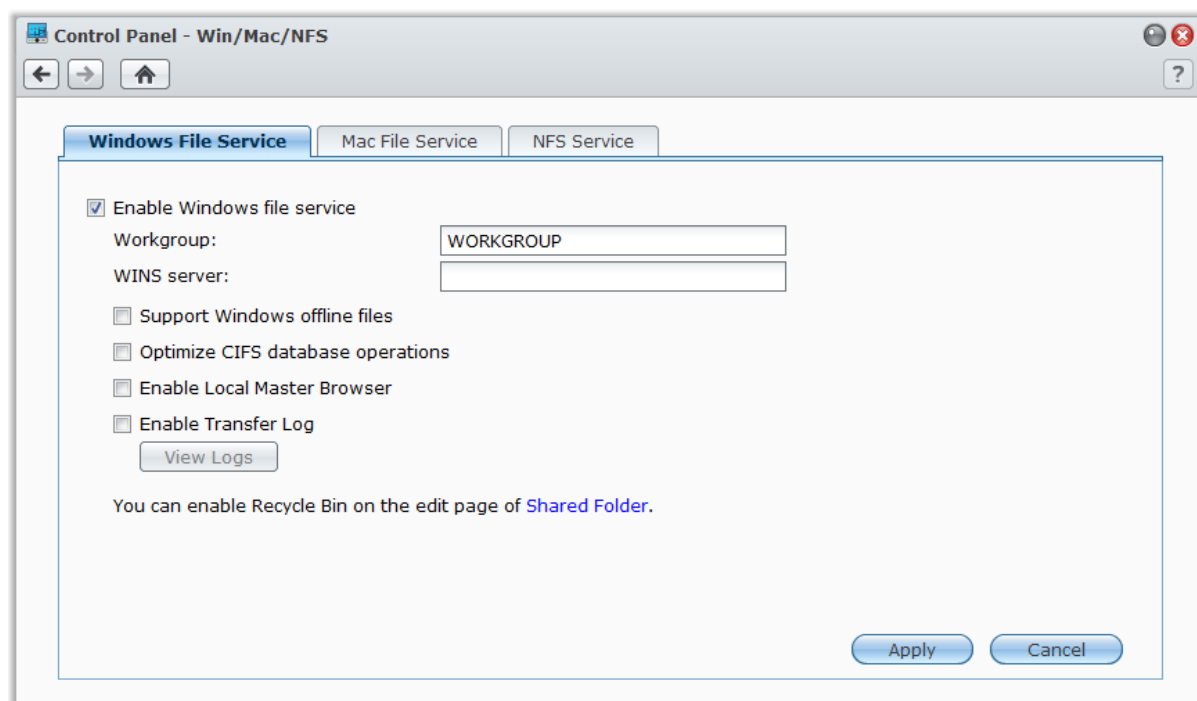 Control Panel - Win/Mac/NFS
?
Windows File Service Mac File Service NFS Service
Enable Windows file service
Workgroup: WORKGROUP
WINS server:
Support Windows offline files
Optimize CIFS database operations
Enable Local Master Browser
Enable Transfer Log
View Logs
You can enable Recycle Bin on the edit page of Shared Folder.
Apply Cancel